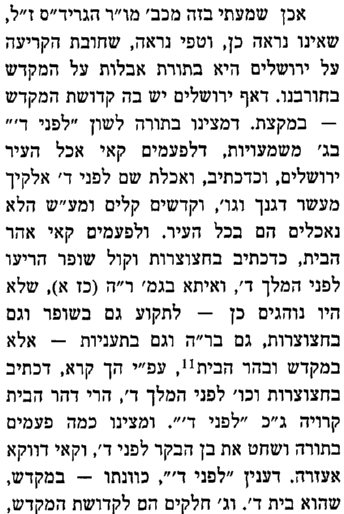 אכן שמעתי בזה מכב׳ מו״ר הגריד״ס ז״ל,
שאינו נראה כן, וטפי נראה, שחובת הקריעה
על ירושלים היא בתורת אבלות על המקדש
בחורבנו. דאף ירושלים יש בה קדושת המקדש
— במקצת. דמצינו בתורה לשון ״לפני ד׳״
בג׳ משמעויות, דלפעמים קאי אכל העיר
ירושלים, וכדכתיב, ואכלת שם לפני ד׳ אלקיך
מעשר דגנך וגו׳, וקדשים קלים ומע״ש הלא
נאכלים הם בכל העיר. ולפעמים קאי אהר
הבית, כדכתיב בחצוצרות וקול שופר הריעו
לפני המלך ד׳, ואיתא בגמ׳ ר״ה (כז א), שלא
היו נוהגים כן — לתקוע גם בשופר וגם
בחצוצרות, גם בר״ה וגם בתעניות — אלא
במקדש ובהר הבית11, עפ״י הך קרא, דכתיב
בחצוצרות וכו׳ לפני המלך ד׳, הרי דהר הבית
קרויה ג״כ ״לפני ד׳״. ומצינו כמה פעמים
בתורה ושחט את בן הבקר לפני ד׳, וקאי דווקא
אעזרה. דענין ״לפני ד׳״, כוונתו — במקדש,
שהוא בית ד׳. וג׳ חלקים הם לקדושת המקדש,